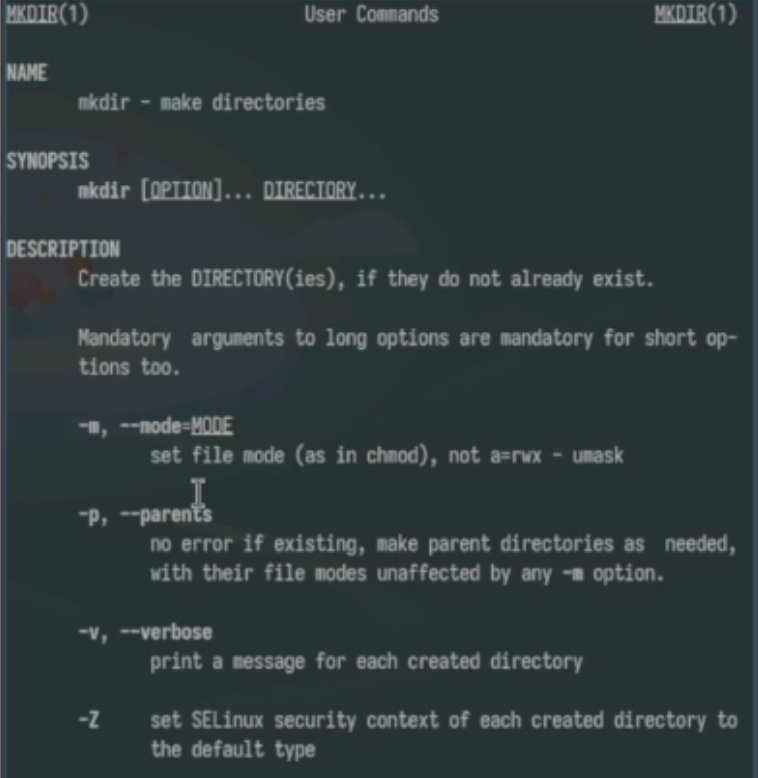 MKDIR(1) User Commands MKDIR(1)
NAME
mkdir - make directories
SYNOPSIS
mkdir [OPTION]... DIRECTORY...
DESCRIPTION
Create the DIRECTORY(ies), if they do not already exist.
Mandatory arguments to long options are mandatory for short op-
tions too.
-m, --mode=MODE
set file mode (as in chmod), not a=rwx - umask
-p, --parents
no error if existing, make parent directories as needed,
with their file modes unaffected by any -m option.
-v, --verbose
print a message for each created directory
-Z set SELinux security context of each created directory to
the default type